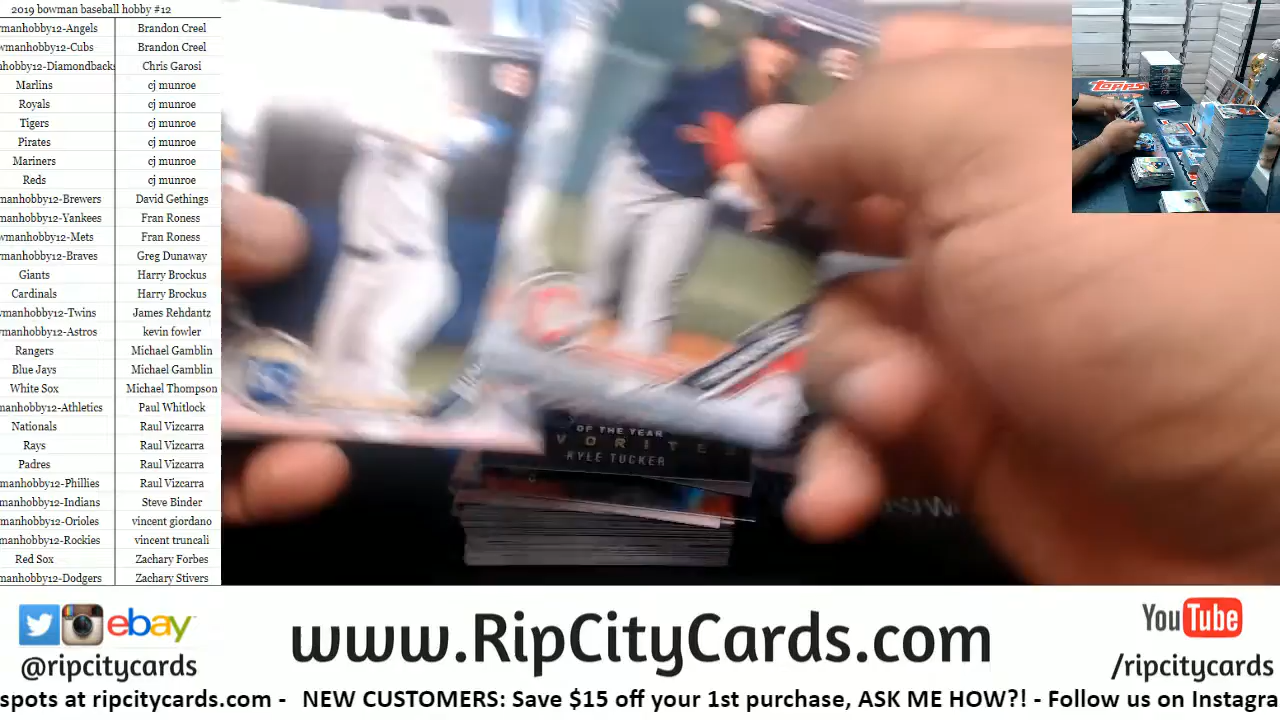 2019 bowman baseball hobby #12
manhobby12-Angels Brandon Creel
wmanhobby12-Cubs Brandon Creel
hobby12-Diamondbacks Chris Garosi
Marlins cj munroe
Royals cj munroe
Tigers cj munroe
Pirates cj munroe
Mariners cj munroe
Reds cj munroe
manhobby12-Brewers David Gethings
manhobby12-Yankees Fran Roness
wmanhobby12-Mets Fran Roness
manhobby12-Braves Greg Dunaway
Giants Harry Brockus
Cardinals Harry Brockus
manhobby12-Twins James Rehdantz
manhobby12-Astros kevin fowler
Rangers Michael Gamblin
Blue Jays Michael Gamblin
White Sox Michael Thompson
manhobby12-Athletics Paul Whitlock
Nationals Raul Vizcarra
Rays Raul Vizcarra
Padres Raul Vizcarra
manhobby12-Phillies Raul Vizcarra
manhobby12-Indians Steve Binder
manhobby12-Orioles vincent giordano
manhobby12-Rockies vincent truncali
Red Sox Zachary Forbes
manhobby12-Dodgers Zachary Stivers
TOPPS
C
OF THE YEAR
VORITE
KYLE TUCKER
ebay
@ripcitycards
www.RipCityCards.com
YouTube
/ripcitycards
spots at ripcitycards.com - NEW CUSTOMERS: Save $15 off your 1st purchase, ASK ME HOW?! - Follow us on Instagra